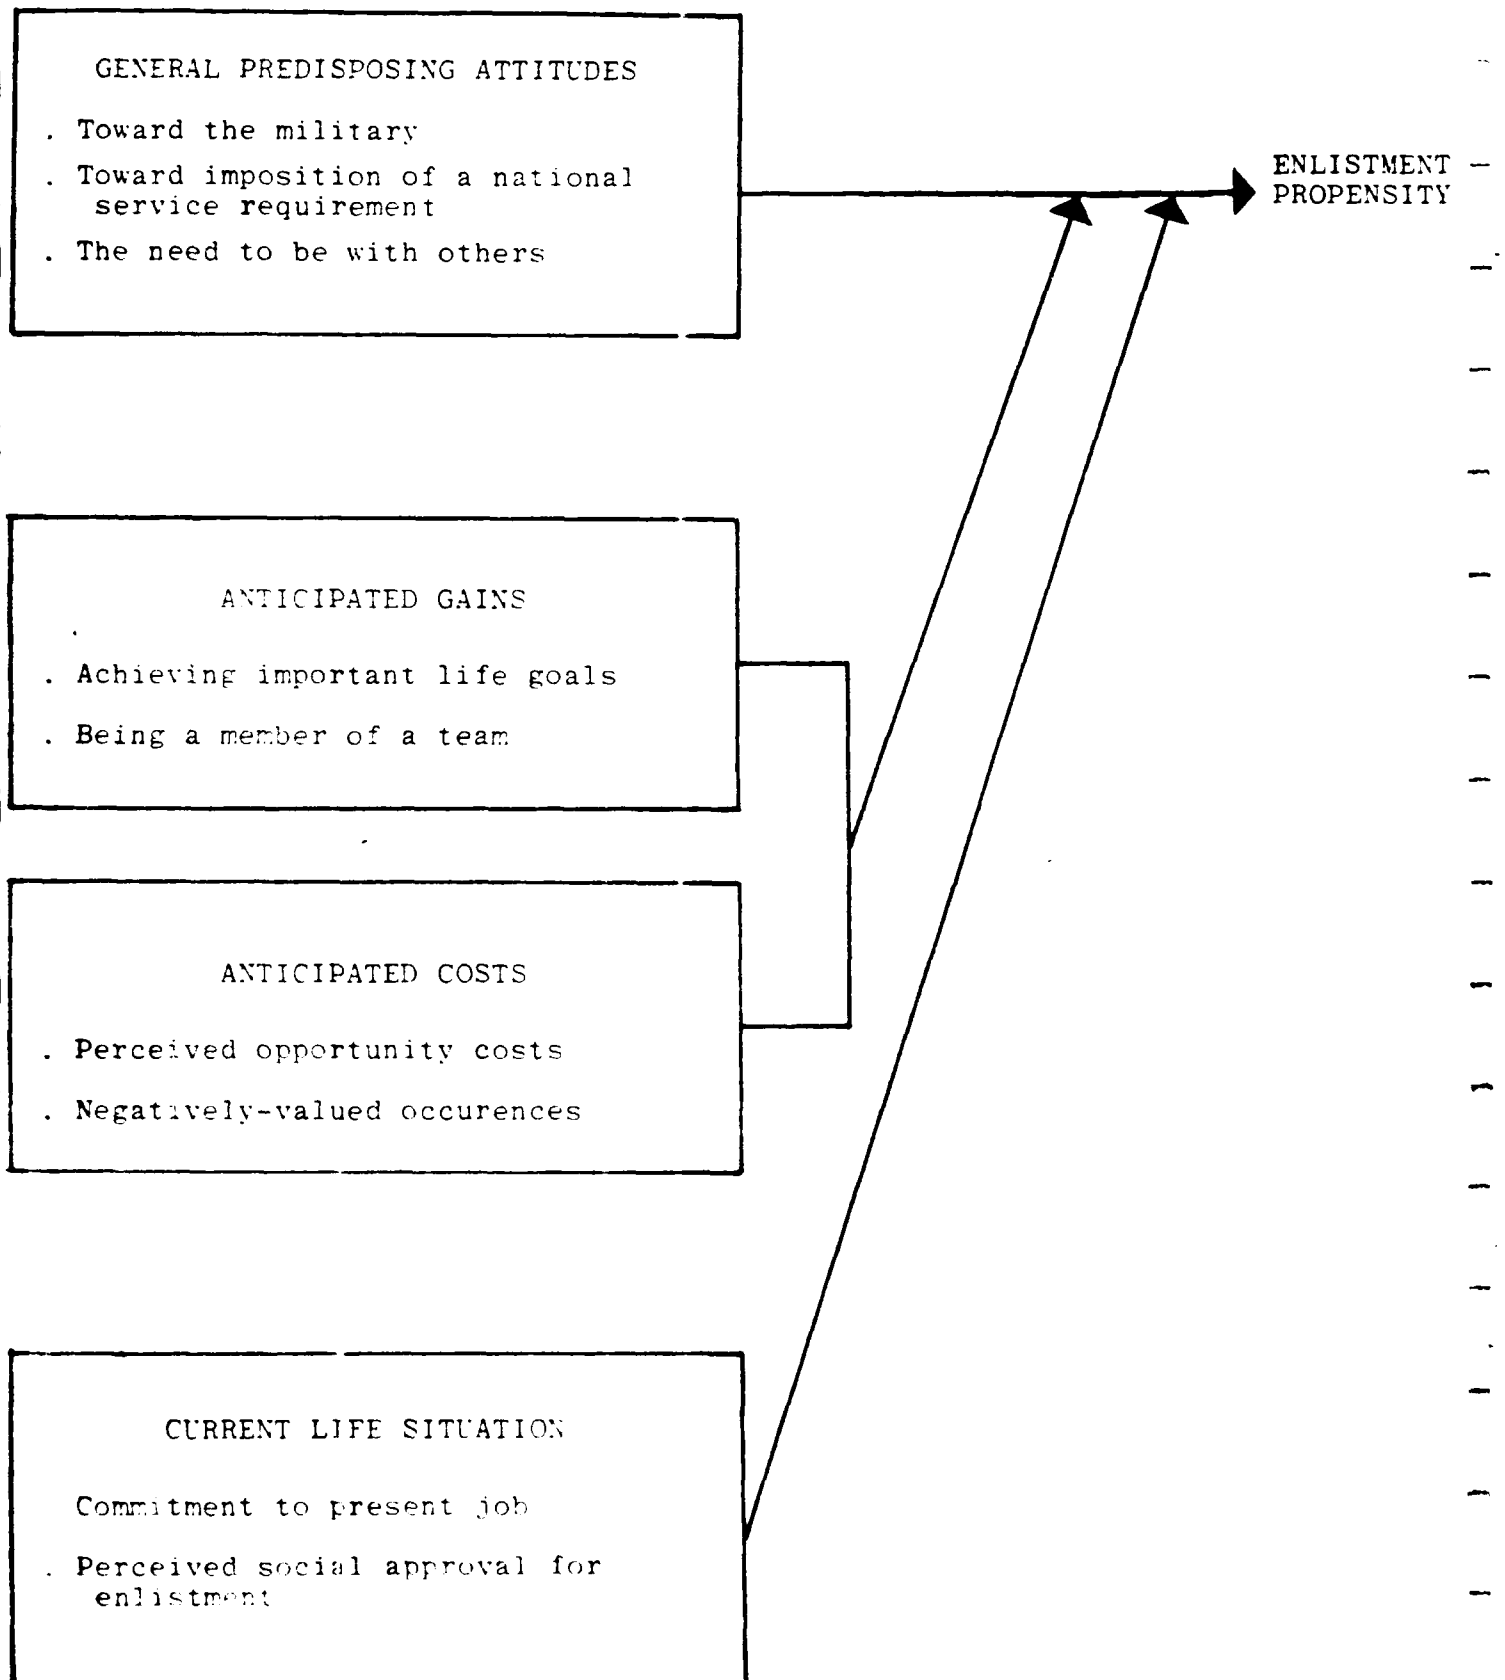 GENERAL PREDISPOSING ATTITUDES
. Toward the military
. Toward imposition of a national
service requirement
. The need to be with others
ENLISTMENT
PROPENSITY
ANTICIPATED GAINS
. Achieving important life goals
. Being a member of a team
ANTICIPATED COSTS
. Perceived opportunity costs
. Negatively-valued occurences
CURRENT LIFE SITUATION
Commitment to present job
. Perceived social approval for
enlistment